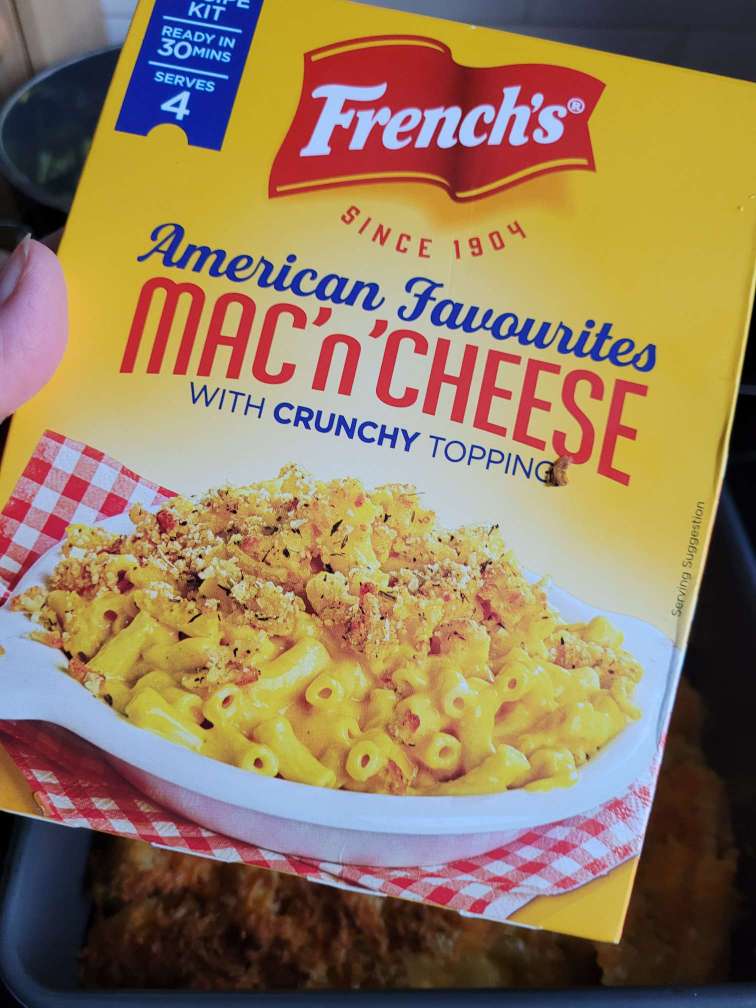 KIT
READY IN
30MINS
SERVES
4
French's®
SINCE 1904
American Favourites
MAC'n'CHEESE
WITH CRUNCHY TOPPING
Serving Suggestion